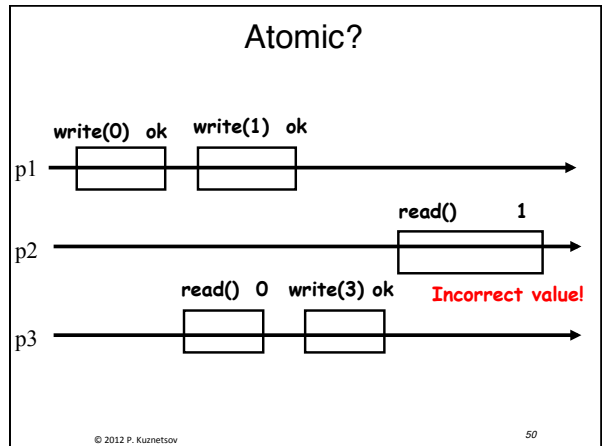 Atomic?
write(0) ok write(1) ok
p1
read() 1
p2
read() 0 write(3) ok Incorrect value!
p3
© 2012 P. Kuznetsov 50